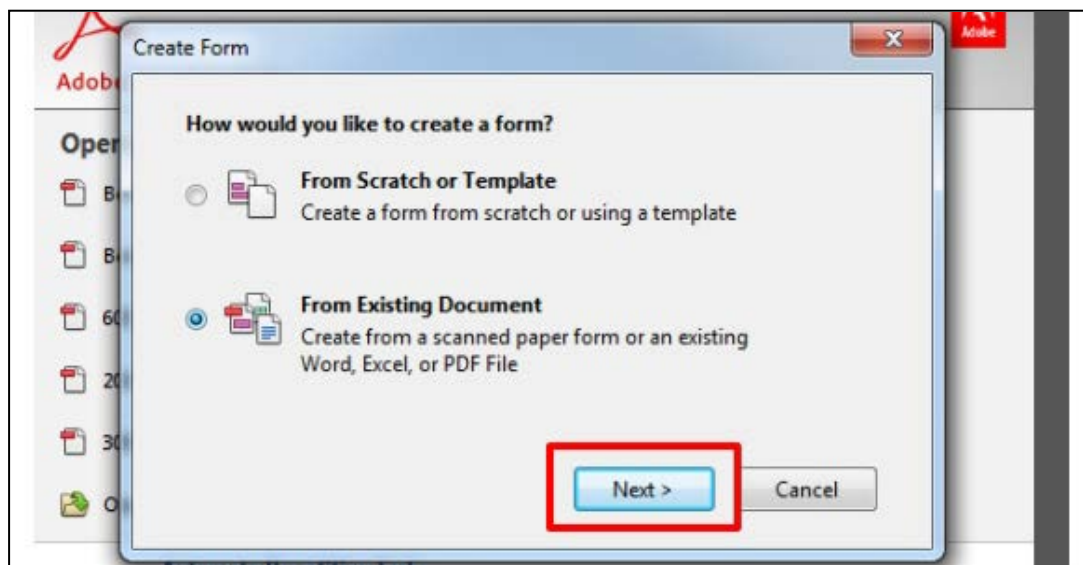 Create Form
Adobe
How would you like to create a form?
From Scratch or Template
Create a form from scratch or using a template
From Existing Document
Create from a scanned paper form or an existing
Word, Excel, or PDF File
Next >
Cancel